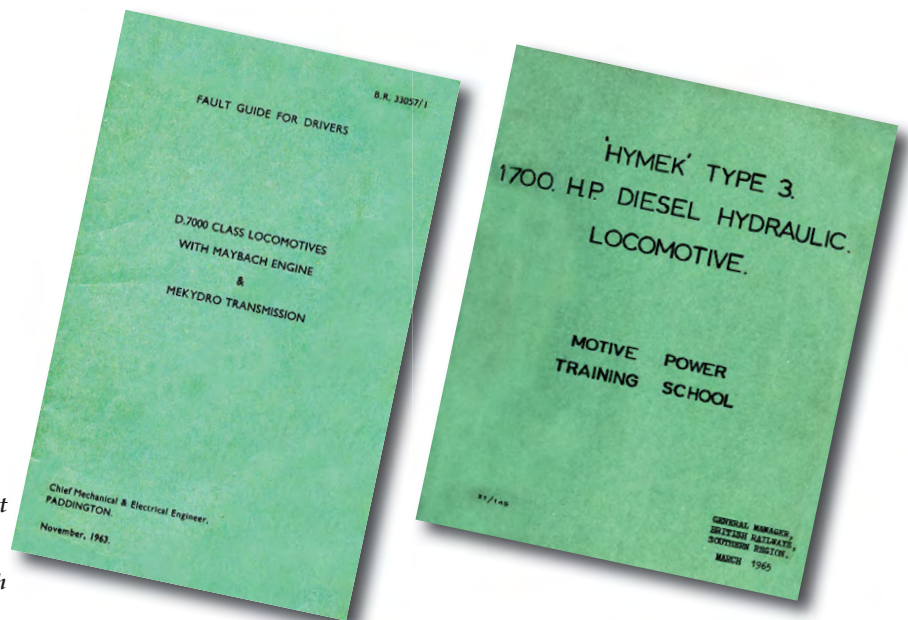 B.R. 33057/1
FAULT GUIDE FOR DRIVERS
D.7000 CLASS LOCOMOTIVES
WITH MAYBACH ENGINE
&
MEKYDRO TRANSMISSION
Chief Mechanical & Electrical Engineer,
PADDINGTON.
November, 1963.
'HYMEK' TYPE 3.
1700. H.P. DIESEL HYDRAULIC.
LOCOMOTIVE.
MOTIVE POWER
TRAINING SCHOOL
GENERAL MANAGER,
BRITISH RAILWAYS,
SOUTHERN REGION.
MARCH 1965